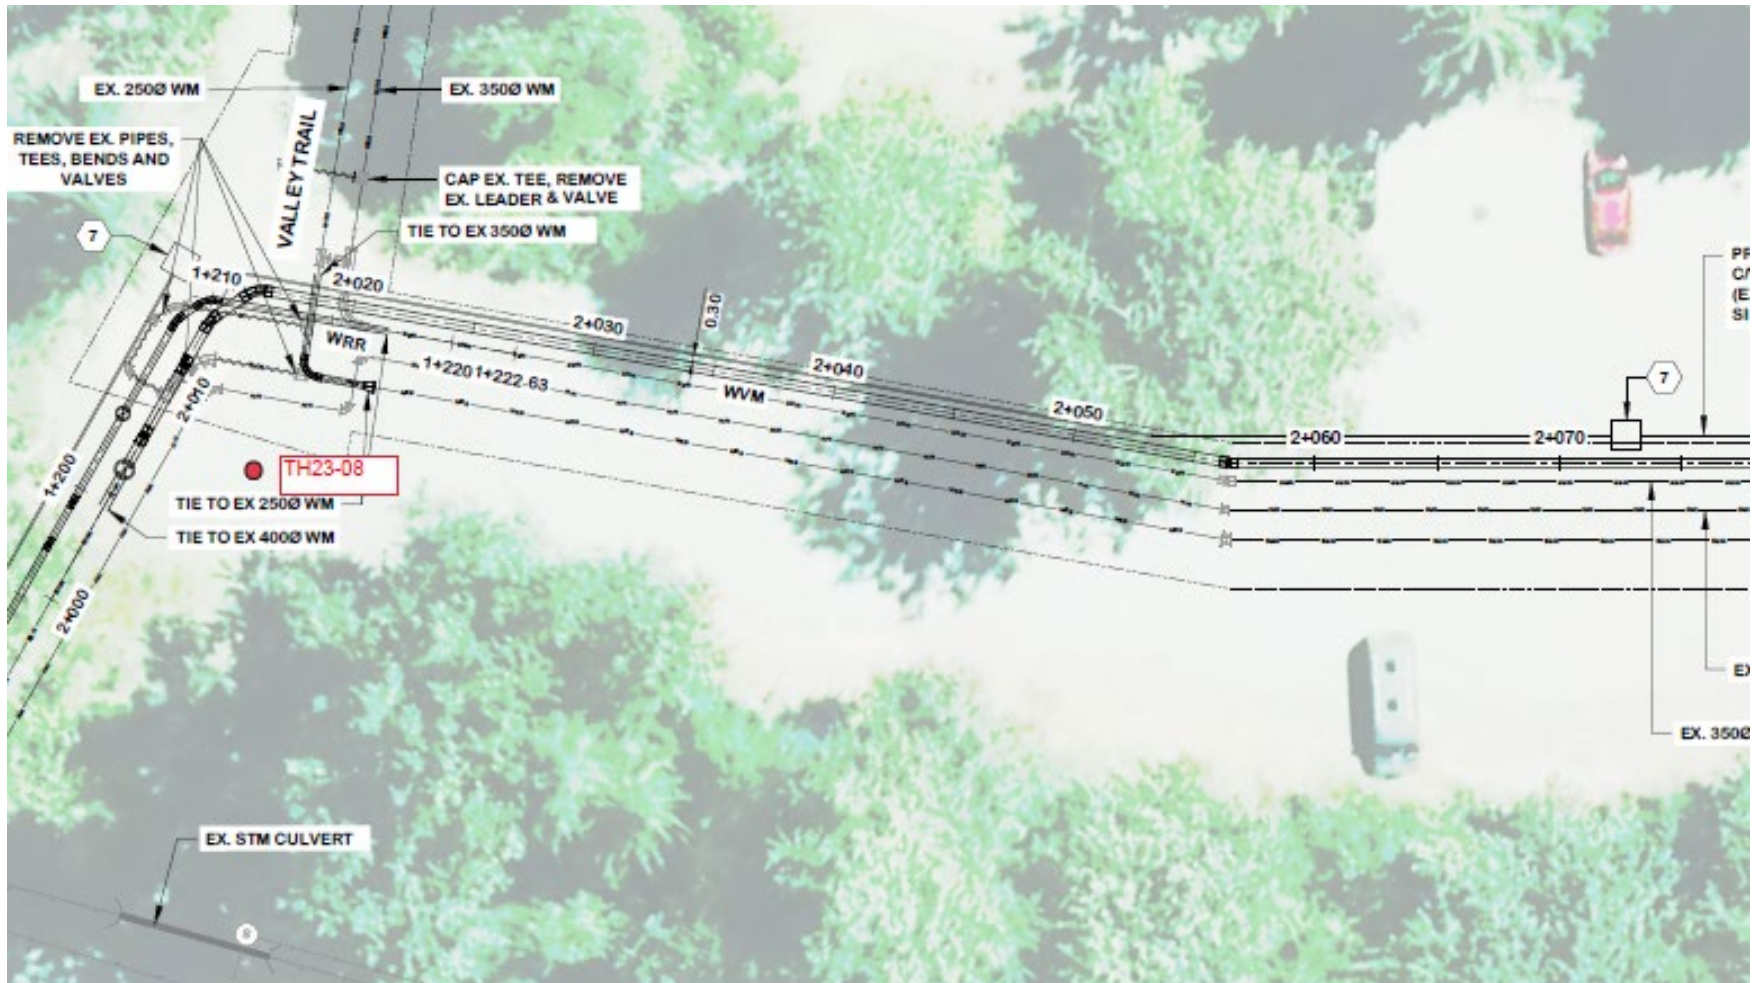 EX. 250Ø WM
EX. 350Ø WM
REMOVE EX. PIPES,
TEES, BENDS AND
VALVES
VALLEY TRAIL
CAP EX. TEE, REMOVE
EX. LEADER & VALVE
7
TIE TO EX 350Ø WM
1+210
2+020
0.30
2+030
WRR
1+220
1+222.63
2+040
WVM
2+050
7
2+010
2+060
2+070
1+200
TH23-08
TIE TO EX 250Ø WM
TIE TO EX 400Ø WM
2+000
EX. 350Ø
EX. STM CULVERT
8